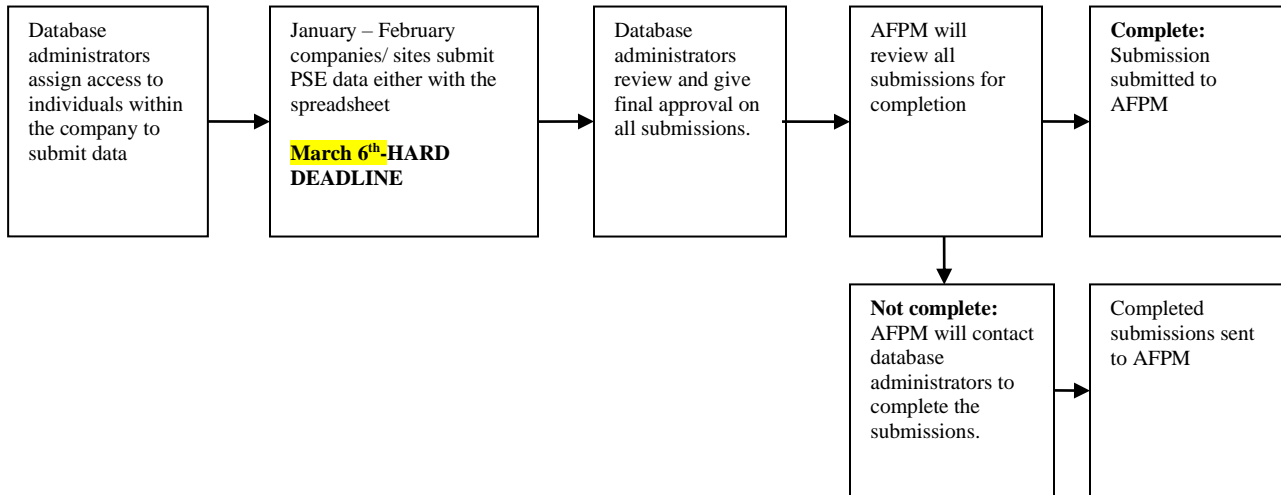 Database
administrators
assign access to
individuals within
the company to
submit data
January – February
companies/ sites submit
PSE data either with the
spreadsheet
March 6th-HARD
DEADLINE
Database
administrators
review and give
final approval on
all submissions.
AFPM will
review all
submissions for
completion
Complete:
Submission
submitted to
AFPM
Not complete:
AFPM will contact
database
administrators to
complete the
submissions.
Completed
submissions sent
to AFPM